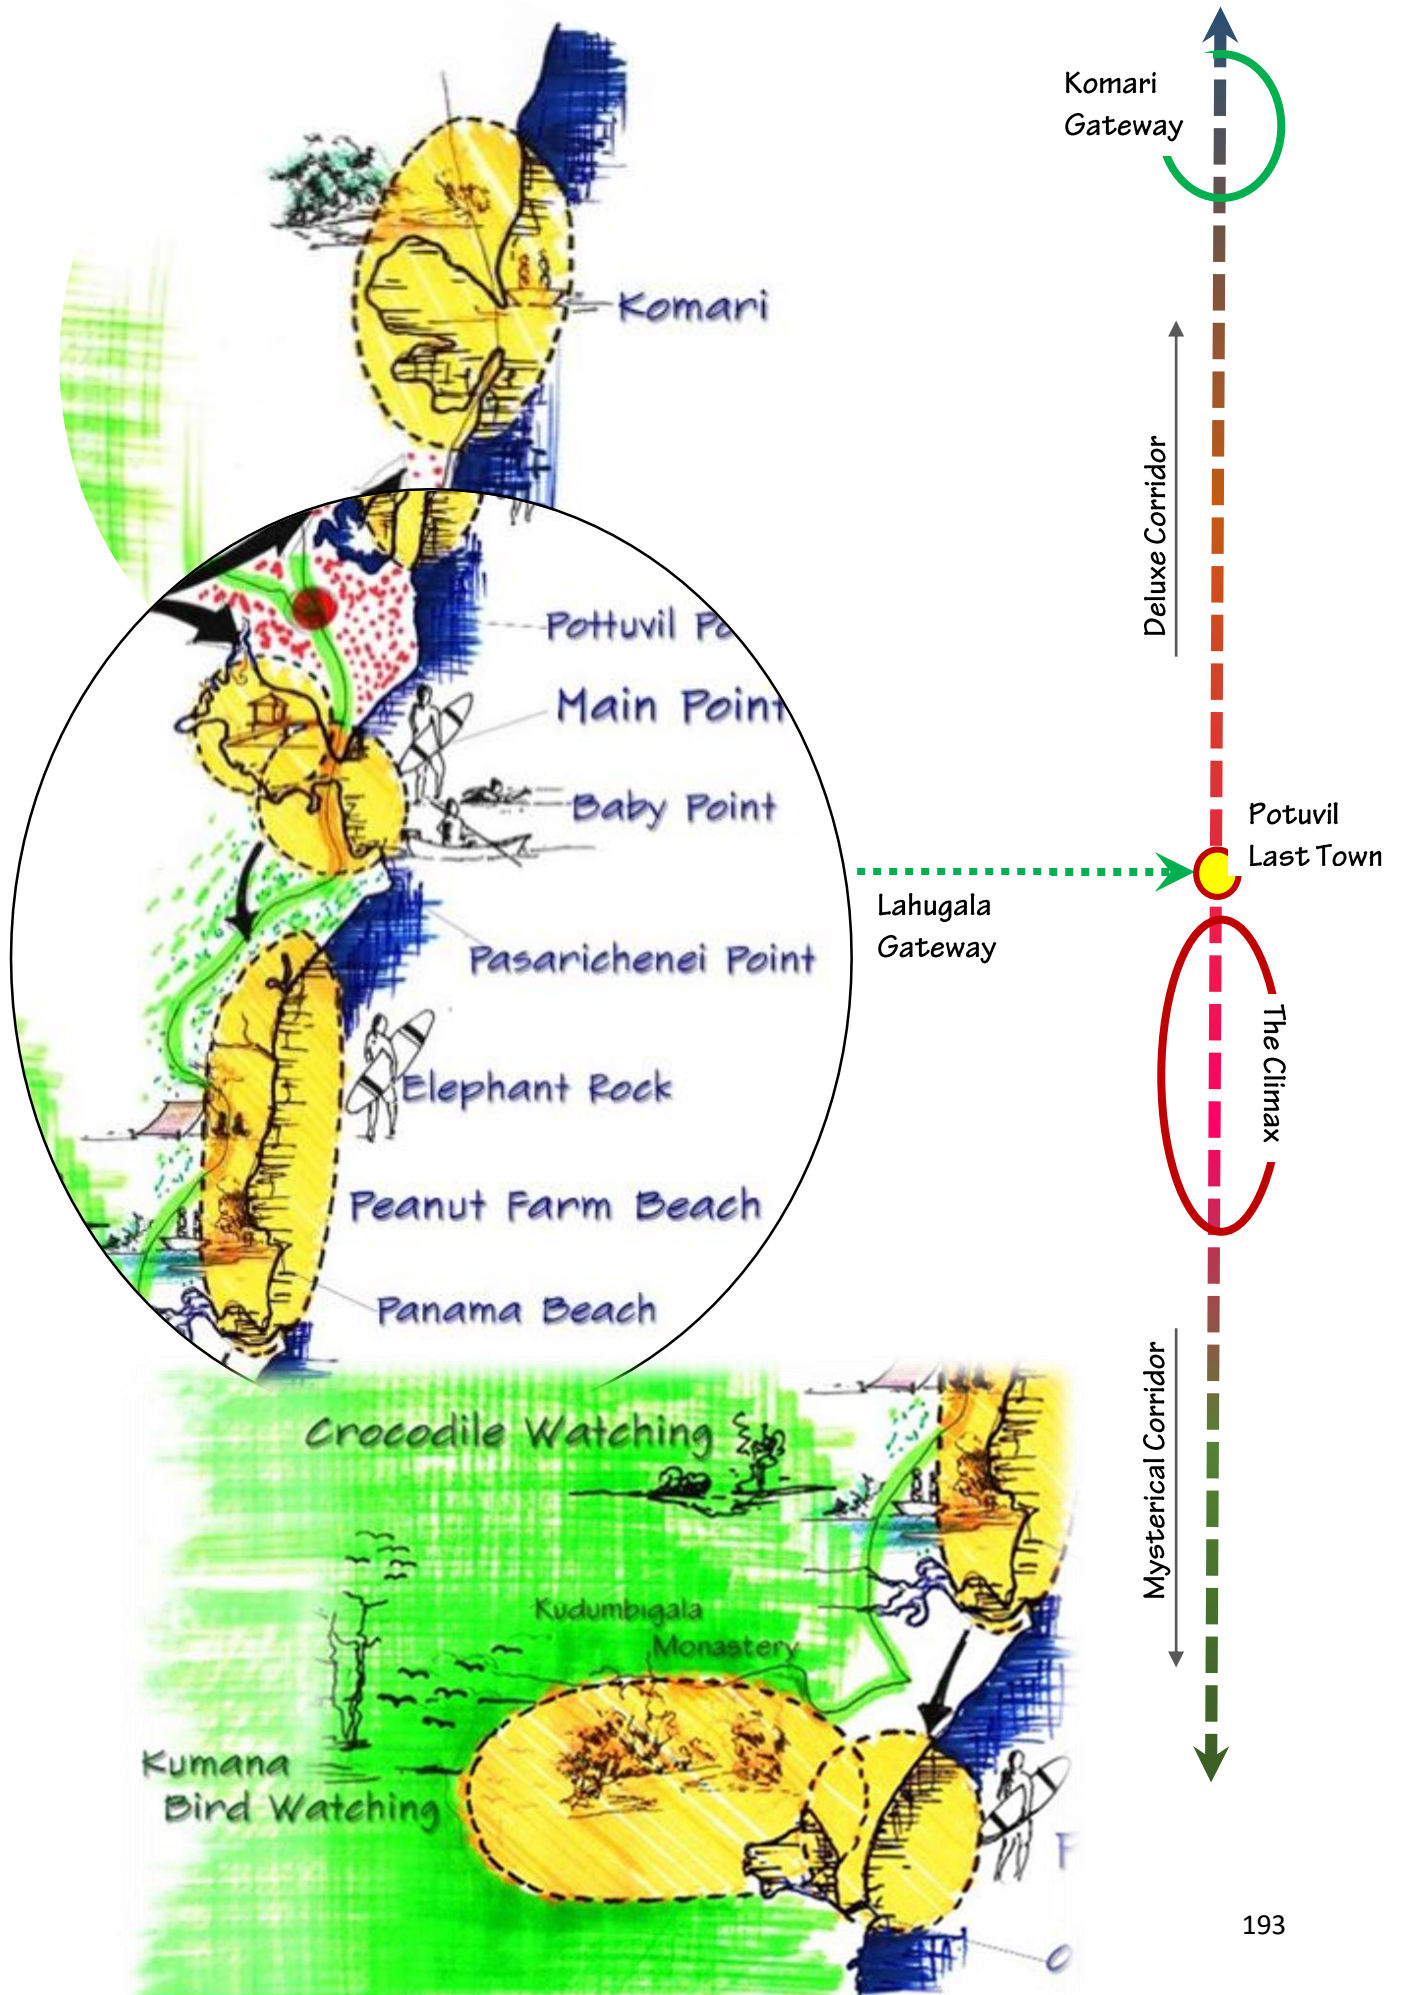 Komari
Gateway
Komari
Deluxe Corridor
Pottuvil
Main Point
Baby Point
Potuvil
Last Town
Lahugala
Gateway
Pasarichenei Point
The Climax
Elephant Rock
Peanut Farm Beach
Panama Beach
Mysterical Corridor
Crocodile Watching
Kudumbigala
Monastery
Kumana
Bird Watching
193